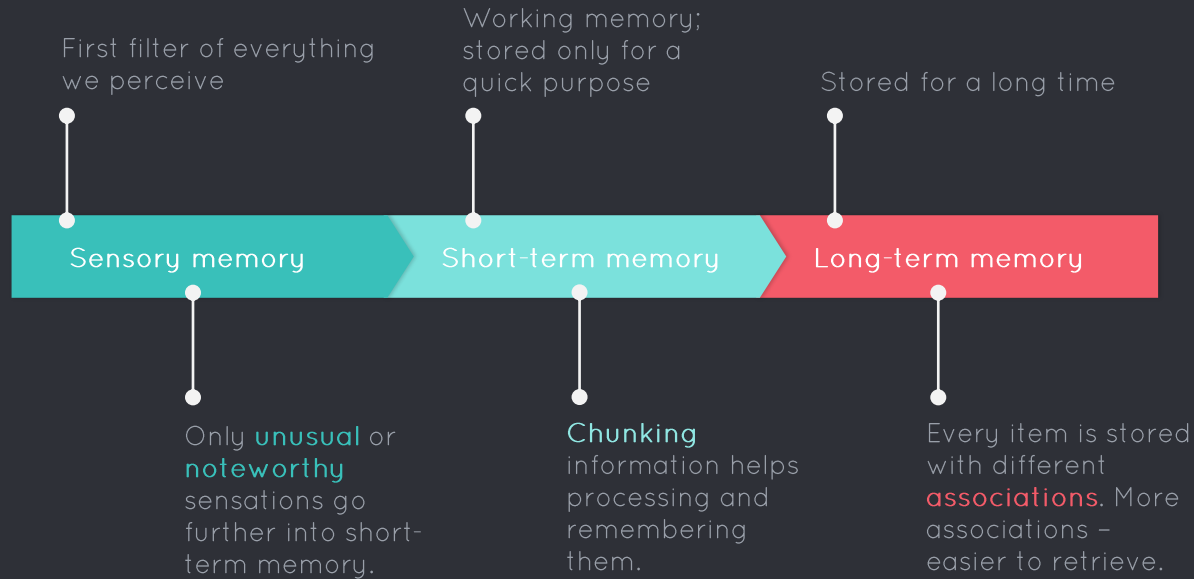 First filter of everything
we perceive
Working memory;
stored only for a
quick purpose
Stored for a long time
Sensory memory
Short-term memory
Long-term memory
Only unusual or
noteworthy
sensations go
further into short-
term memory.
Chunking
information helps
processing and
remembering
them.
Every item is stored
with different
associations. More
associations –
easier to retrieve.